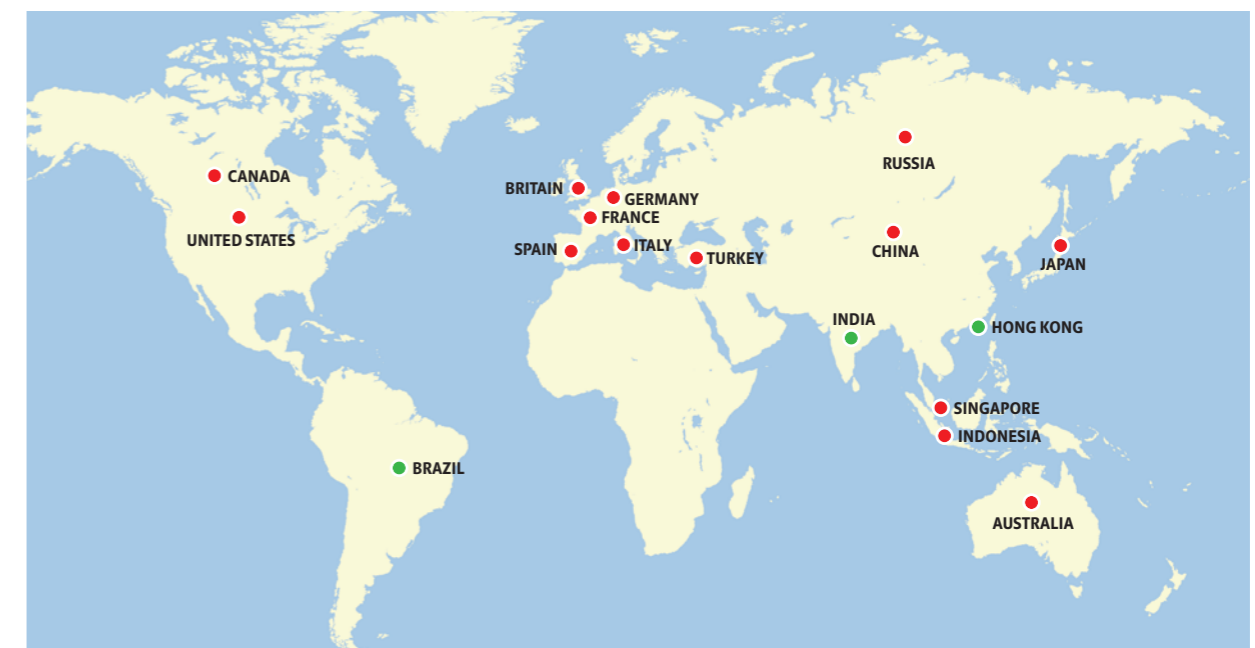 RUSSIA
CANADA
BRITAIN
GERMANY
FRANCE
UNITED STATES
ITALY
SPAIN
CHINA
TURKEY
JAPAN
INDIA
HONG KONG
SINGAPORE
INDONESIA
BRAZIL
AUSTRALIA